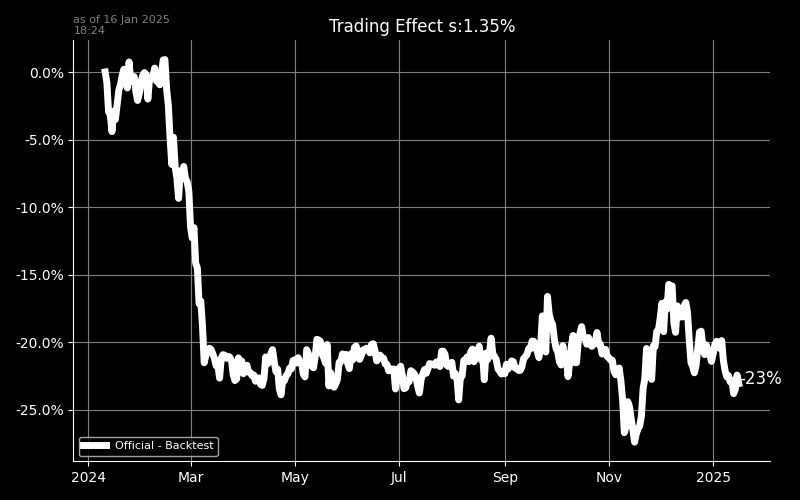 as of 16 Jan 2025
18:24
Trading Effect s:1.35%
0.0%
-5.0%
-10.0%
-15.0%
-20.0%
-25.0%
-23%
Official - Backtest
2024
Mar
May
Jul
Sep
Nov
2025